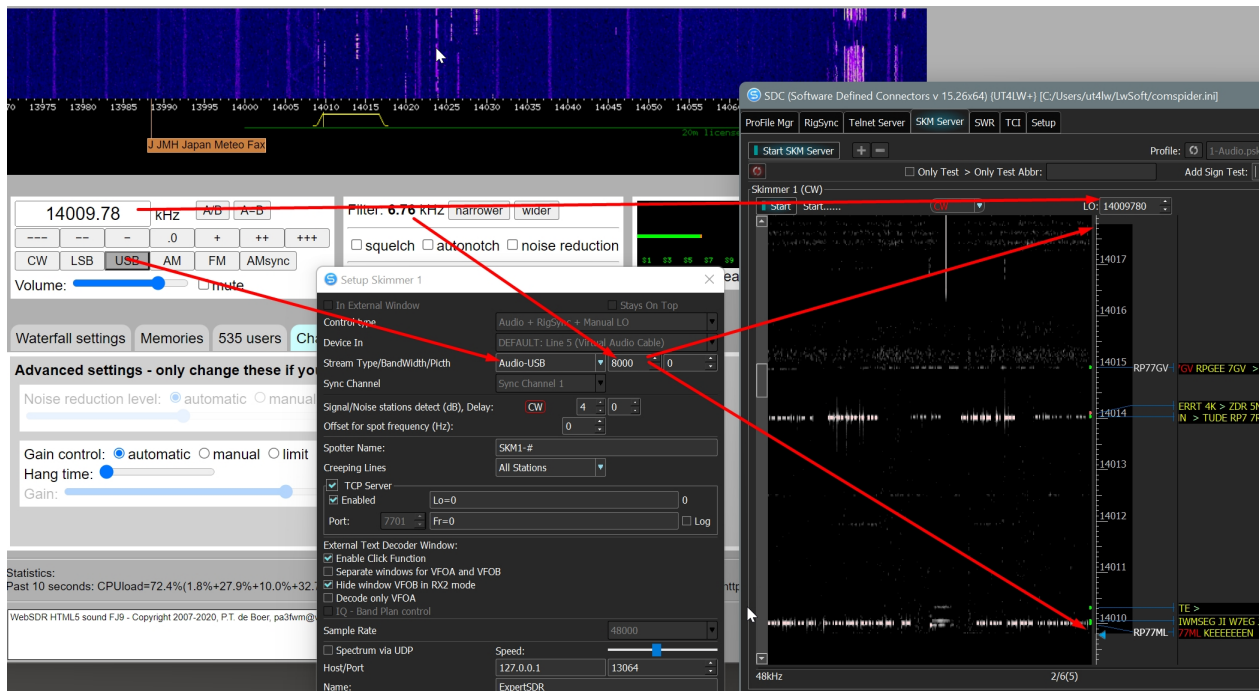 70 13975 13980 13985 13990 13995 14000 14005 14010 14015 14020 14025 14030 14035 14040 14045 14050 14055 14060
20m license
J JMH Japan Meteo Fax
14009.78 kHz A/B A=B
--- -- - .0 + ++ +++
CW LSB USB AM FM AMsync
Volume: mute
Filter: 6.76 kHz narrower wider
squelch autonotch noise reduction
S1 S3 S5 S7 S9
Waterfall settings Memories 535 users
Advanced settings - only change these if you
Noise reduction level: automatic manual
Gain control: automatic manual limit
Hang time:
Gain:
Statistics:
Past 10 seconds: CPUload=72.4%(1.8%+27.9%+10.0%+32.7
WebSDR HTML5 sound FJ9 - Copyright 2007-2020, P.T. de Boer, pa3fwm@
Setup Skimmer 1
In External Window Stays On Top
Control type Audio + RigSync + Manual LO
Device In DEFAULT: Line 5 (Virtual Audio Cable)
Stream Type/BandWidth/Picth Audio-USB 8000 0
Sync Channel Sync Channel 1
Signal/Noise stations detect (dB), Delay: CW 4 0
Offset for spot frequency (Hz): 0
Spotter Name: SKM1-#
Creeping Lines All Stations
TCP Server
Enabled Lo=0 0
Port: 7701 Fr=0 Log
External Text Decoder Window:
Enable Click Function
Separate windows for VFOA and VFOB
Hide window VFOB in RX2 mode
Decode only VFOA
IQ - Band Plan control
Sample Rate 48000
Spectrum via UDP Speed:
Host/Port 127.0.0.1 13064
Name: ExpertSDR
SDC (Software Defined Connectors v 15.26x64) (UT4LW+) [C:/Users/ut4lw/LwSoft/comspider.ini]
ProFile Mgr RigSync Telnet Server SKM Server SWR TCI Setup
Start SKM Server + - Profile: 1-Audio.psk
Only Test > Only Test Abbr: Add Sign Test:
Skimmer 1 (CW)
Start Start...... CW LO: 14009780
14017
14016
14015
RP77GV 7GV RPGEE 7GV >
14014
ERRT 4K > ZDR 5N
IN > TUDE RP7 7R
14013
14012
14011
TE >
14010
IWMSEG JI W7EG
RP77ML 77ML KEEEEEEEN
48kHz 2/6(5)